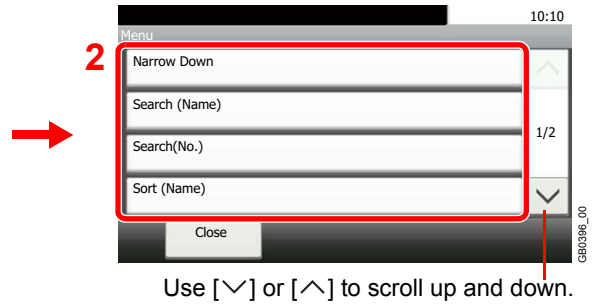 10:10
Menu
2
Narrow Down
Search (Name)
Search(No.)
1/2
Sort (Name)
Close
GB0396_00
Use [∨] or [∧] to scroll up and down.